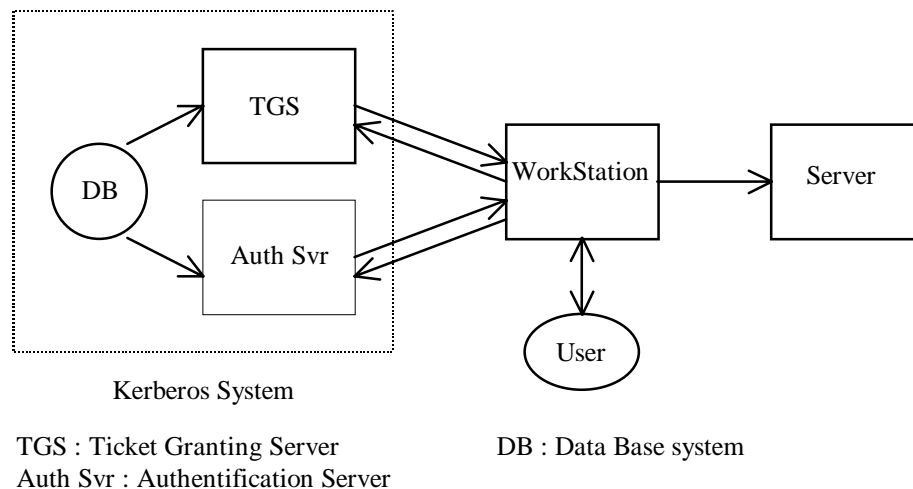 TGS
DB
WorkStation
Server
Auth Svr
User
Kerberos System
TGS : Ticket Granting Server
DB : Data Base system
Auth Svr : Authentification Server